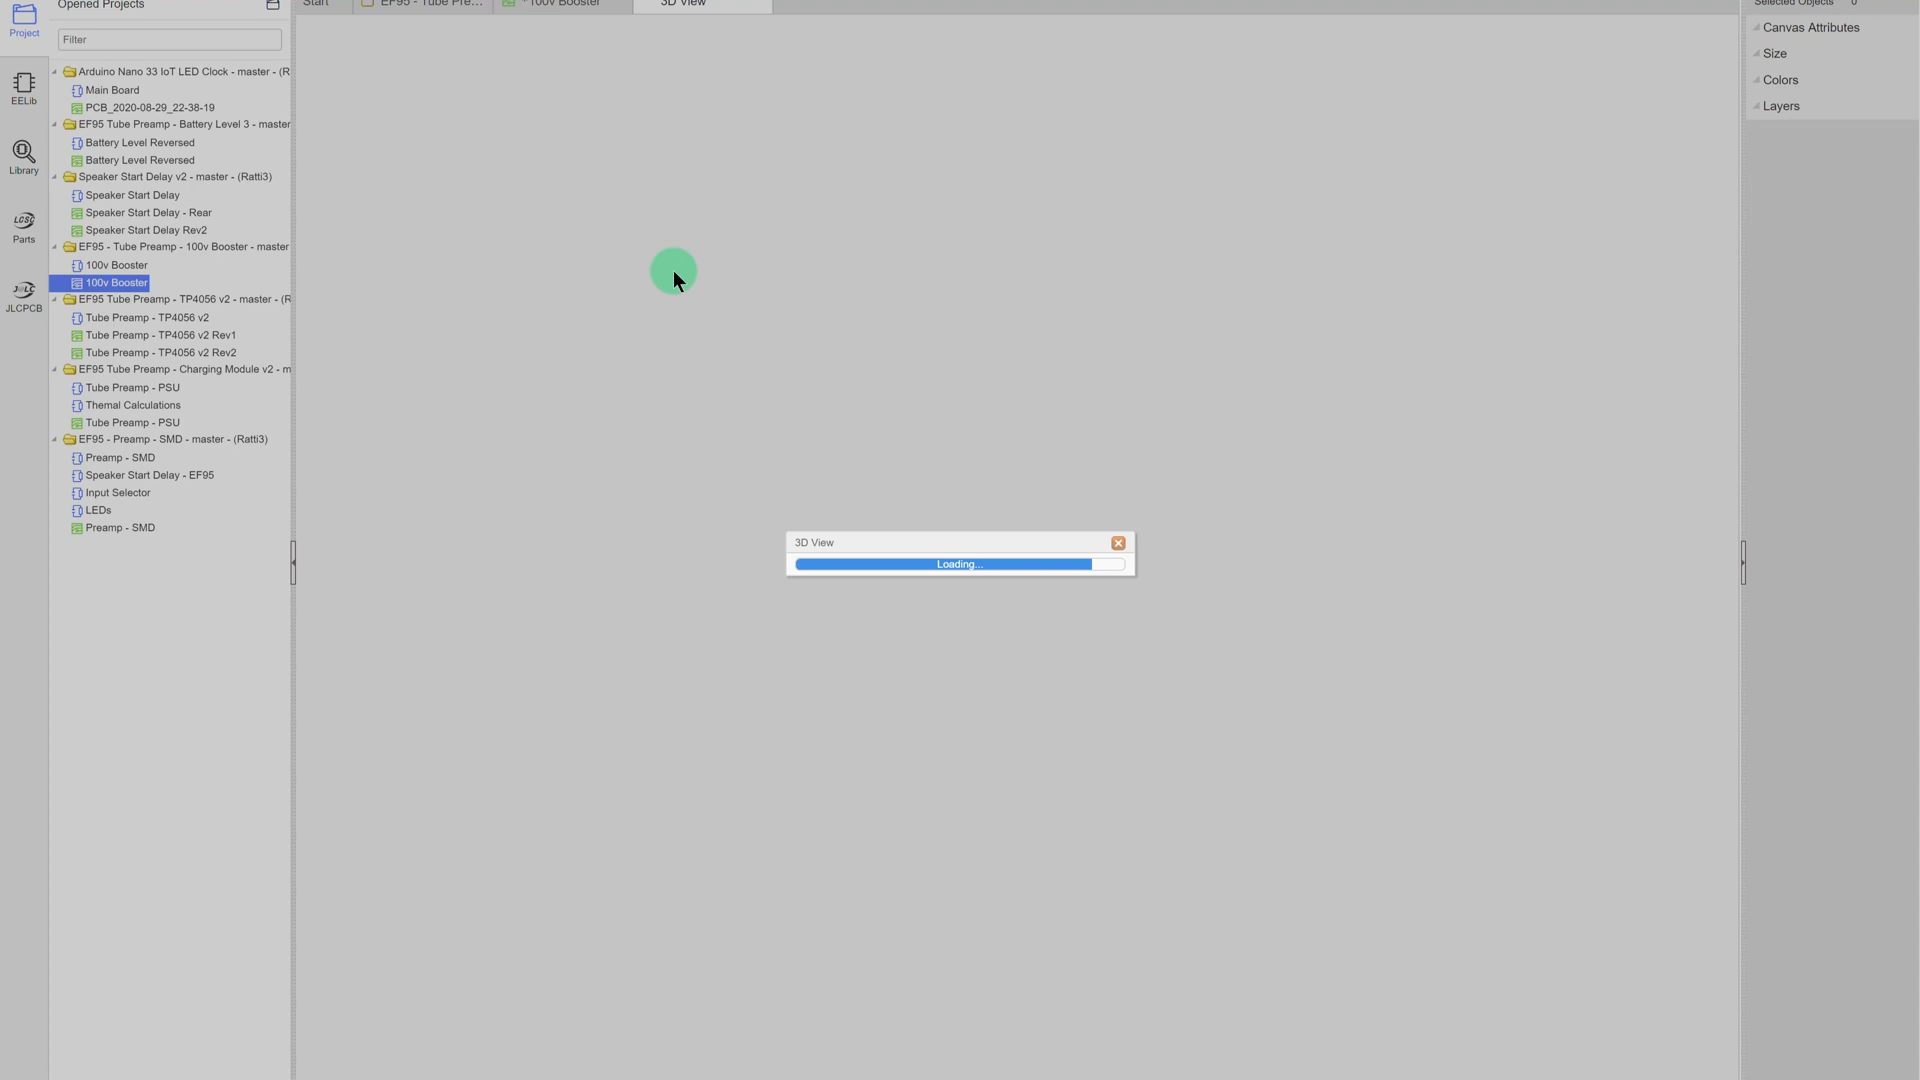 Opened Projects
Start
EF95 - Tube Pre...
* 100v Booster
3D View
Selected Objects 0
Project
Filter
Canvas Attributes
Size
Colors
Layers
EELib
Library
LCSC
Parts
JLCPCB
Arduino Nano 33 IoT LED Clock - master - (R
Main Board
PCB_2020-08-29_22-38-19
EF95 Tube Preamp - Battery Level 3 - master
Battery Level Reversed
Battery Level Reversed
Speaker Start Delay v2 - master - (Ratti3)
Speaker Start Delay
Speaker Start Delay - Rear
Speaker Start Delay Rev2
EF95 - Tube Preamp - 100v Booster - master
100v Booster
100v Booster
EF95 Tube Preamp - TP4056 v2 - master - (R
Tube Preamp - TP4056 v2
Tube Preamp - TP4056 v2 Rev1
Tube Preamp - TP4056 v2 Rev2
EF95 Tube Preamp - Charging Module v2 - m
Tube Preamp - PSU
Themal Calculations
Tube Preamp - PSU
EF95 - Preamp - SMD - master - (Ratti3)
Preamp - SMD
Speaker Start Delay - EF95
Input Selector
LEDs
Preamp - SMD
3D View
Loading...